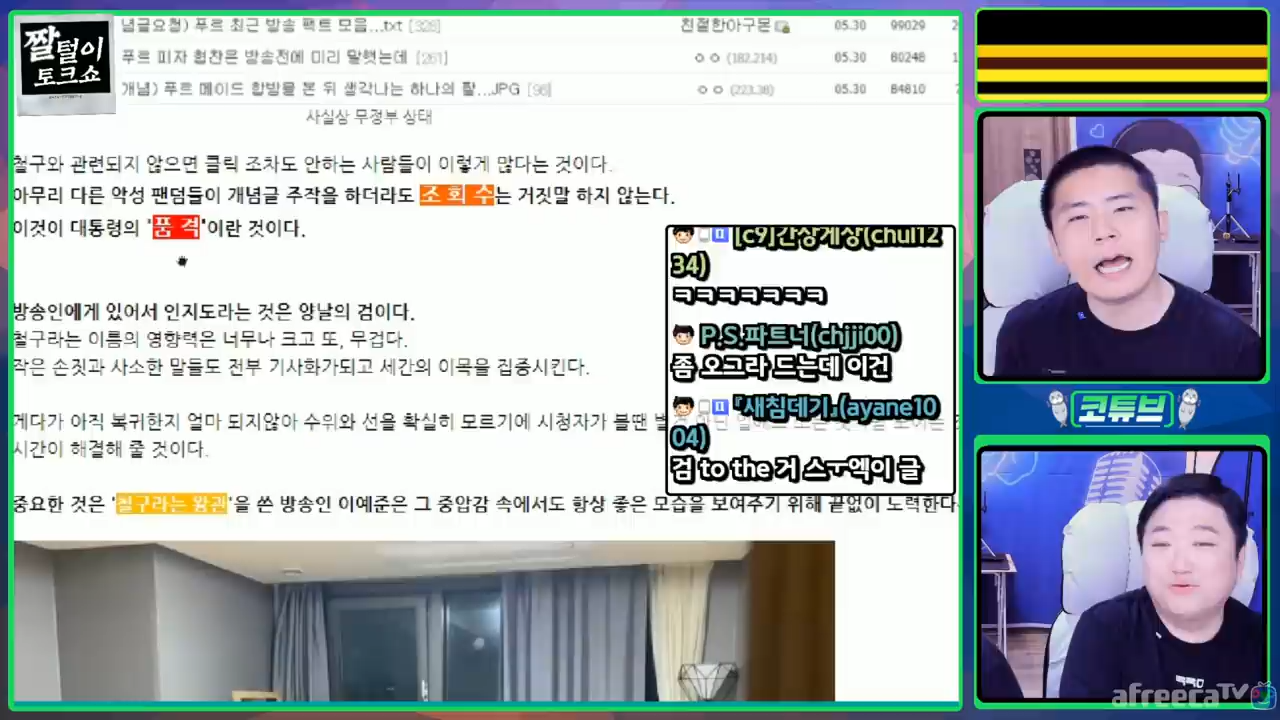 짤털이
토크쇼
념글요청) 푸르 최근 방송 팩트 모음...txt [328] 친절한아구몬 05.30 99029
푸르 피자 협찬은 방송전에 미리 말했는데 [261] ㅇㅇ (182.214) 05.30 80248
개념) 푸르 메이드 합방을 본 뒤 생각나는 하나의 짤...JPG [98] ㅇㅇ (223.38) 05.30 84810
사실상 무정부 상태
철구와 관련되지 않으면 클릭 조차도 안하는 사람들이 이렇게 많다는 것이다.
아무리 다른 악성 팬덤들이 개념글 주작을 하더라도 조 회 수는 거짓말 하지 않는다.
이것이 대통령의 '품 격'이란 것이다.
방송인에게 있어서 인지도라는 것은 양날의 검이다.
철구라는 이름의 영향력은 너무나 크고 또, 무겁다.
작은 손짓과 사소한 말들도 전부 기사화가되고 세간의 이목을 집중시킨다.
게다가 아직 복귀한지 얼마 되지않아 수위와 선을 확실히 모르기에 시청자가 볼땐
시간이 해결해 줄 것이다.
중요한 것은 '철구라는 왕관'을 쓴 방송인 이예준은 그 중압감 속에서도 항상 좋은 모습을 보여주기 위해 끝없이 노력한다
[c9]간장게장(chul12
34)
ㅋㅋㅋㅋㅋㅋㅋ
P.S.파트너(chjji00)
좀 오그라 드는데 이건
『새침데기』(ayane10
04)
검 to the 거 스ㅜ엑이 글
코튜브
afreecaTV